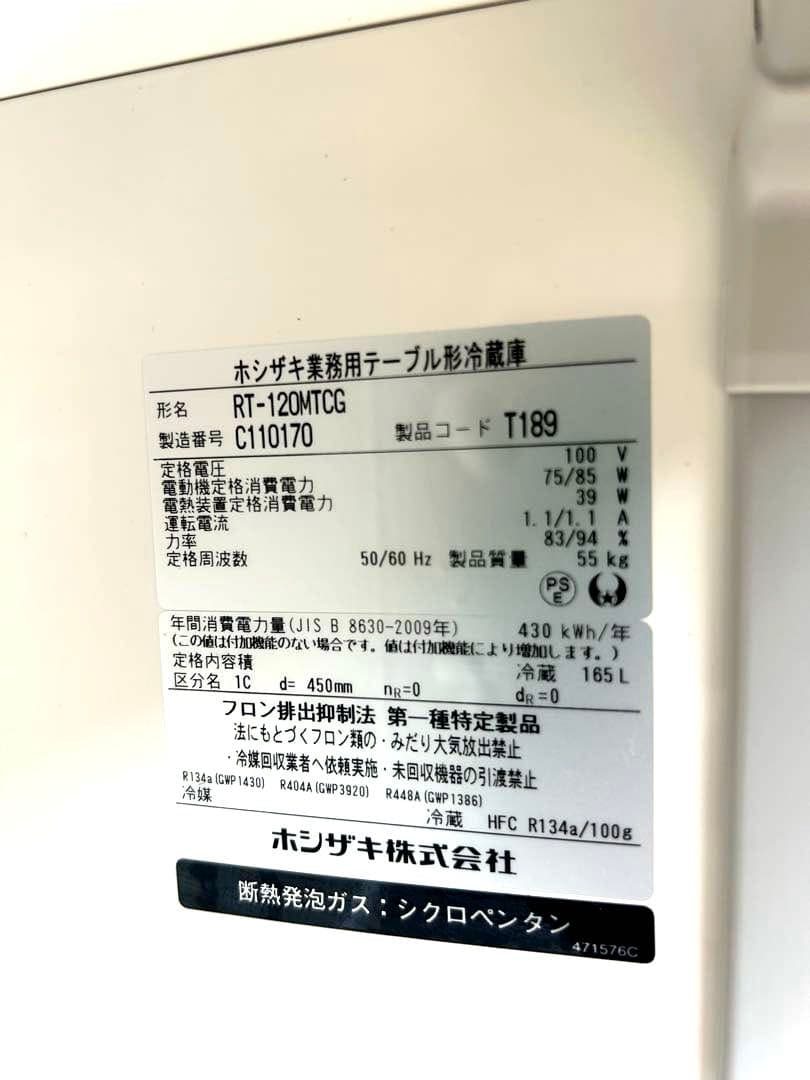 ホシザキ業務用テーブル形冷蔵庫
形名 RT-120MTCG
製造番号 C110170 製品コード T189
定格電圧 100 V
電動機定格消費電力 75/85 W
電熱装置定格消費電力 39 W
運転電流 1.1/1.1 A
力率 83/94 %
定格周波数 50/60 Hz 製品質量 55 kg
PS
E
年間消費電力量(JIS B 8630-2009年) 430 kWh/年
(この値は付加機能のない場合です。値は付加機能により増加します。)
定格内容積 冷蔵 165L
区分名 1C d= 450mm nR=0 dR=0
フロン排出抑制法 第一種特定製品
法にもとづくフロン類の・みだり大気放出禁止
・冷媒回収業者へ依頼実施・未回収機器の引渡禁止
R134a(GWP1430) R404A(GWP3920) R448A(GWP1386)
冷媒 冷蔵 HFC R134a/100g
ホシザキ株式会社
断熱発泡ガス:シクロペンタン
471576C